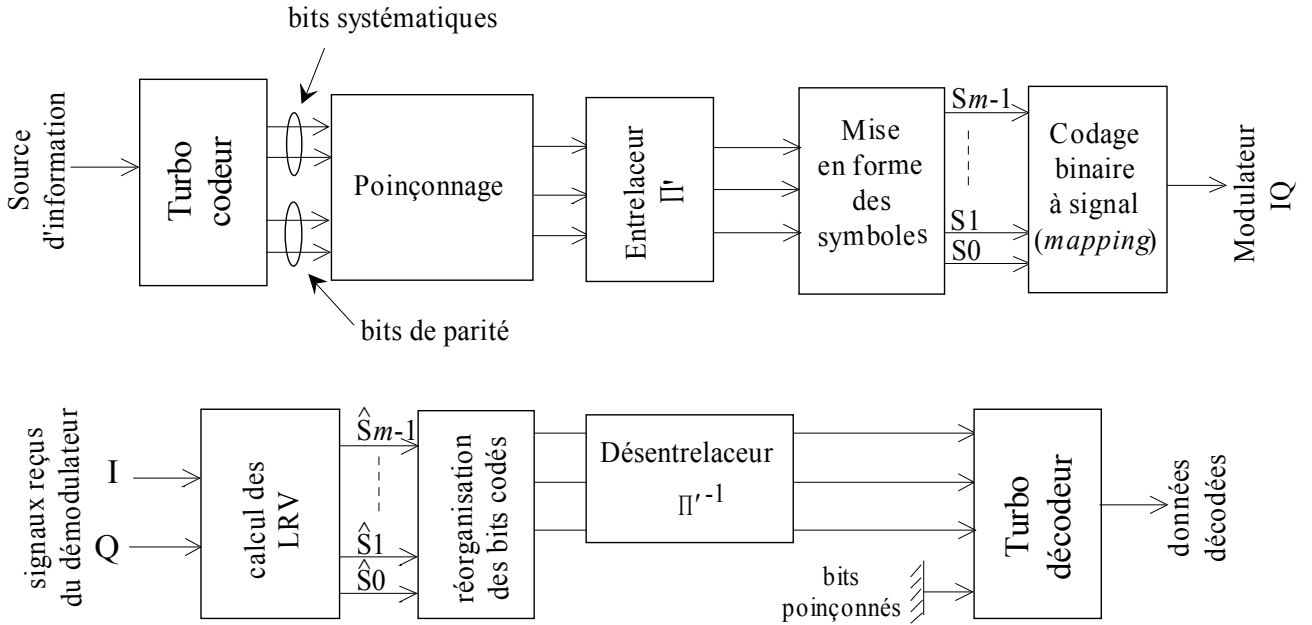 bits systématiques
Source
d'information
Turbo
codeur
Poinçonnage
Entrelaceur
Π'
Mise
en forme
des
symboles
Sm-1
S1
S0
Codage
binaire
à signal
(mapping)
Modulateur
IQ
bits de parité
signaux reçus
du démodulateur
I
Q
calcul des
LRV
Ŝm-1
Ŝ1
Ŝ0
réorganisation
des bits codés
Désentrelaceur
Π'-1
bits
poinçonnés
Turbo
décodeur
données
décodées